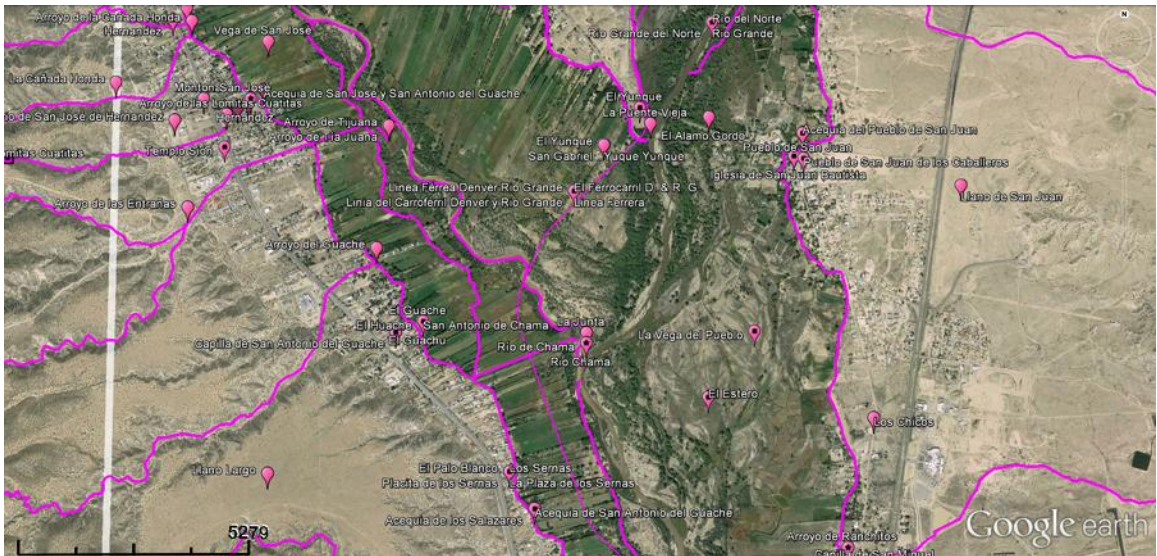 Arroyo de la Cañada Honda
Hernandez
Vega de San Jose
Rio del Norte
Rio Grande del Norte
Rio Grande
La Cañada Honda
Monton San Jose
Acequia de San Jose y San Antonio del Guache
El Yunque
La Puente Vieja
Arroyo de las Lomitas Cuatitas
Hernandez
de San Jose de Hernandez
Arroyo de Tijuana
Arroyo de Tia Juana
El Alamo Gordo
Acequia del Pueblo de San Juan
Lomitas Cuatitas
Templo Sion
El Yunque
San Gabriel
Yuque Yunque
Pueblo de San Juan
Pueblo de San Juan de los Caballeros
Iglesia de San Juan Bautista
Linea Ferrea Denver Rio Grande
El Ferrocarril D & R G
Linia del Carroferril Denver y Rio Grande
Linea Ferrera
Llano de San Juan
Arroyo de las Entrañas
Arroyo del Guache
El Guache
El Huache
San Antonio de Chama
La Junta
Capilla de San Antonio del Guache
El Guachu
Rio de Chama
Rio Chama
La Vega del Pueblo
El Estero
Los Chicos
Llano Largo
El Palo Blanco
Los Sernas
Placita de los Sernas
La Plaza de los Sernas
Acequia de los Salazares
Acequia de San Antonio del Guache
5279
Arroyo de Ranchitos
Capilla de San Miguel
Google earth
N